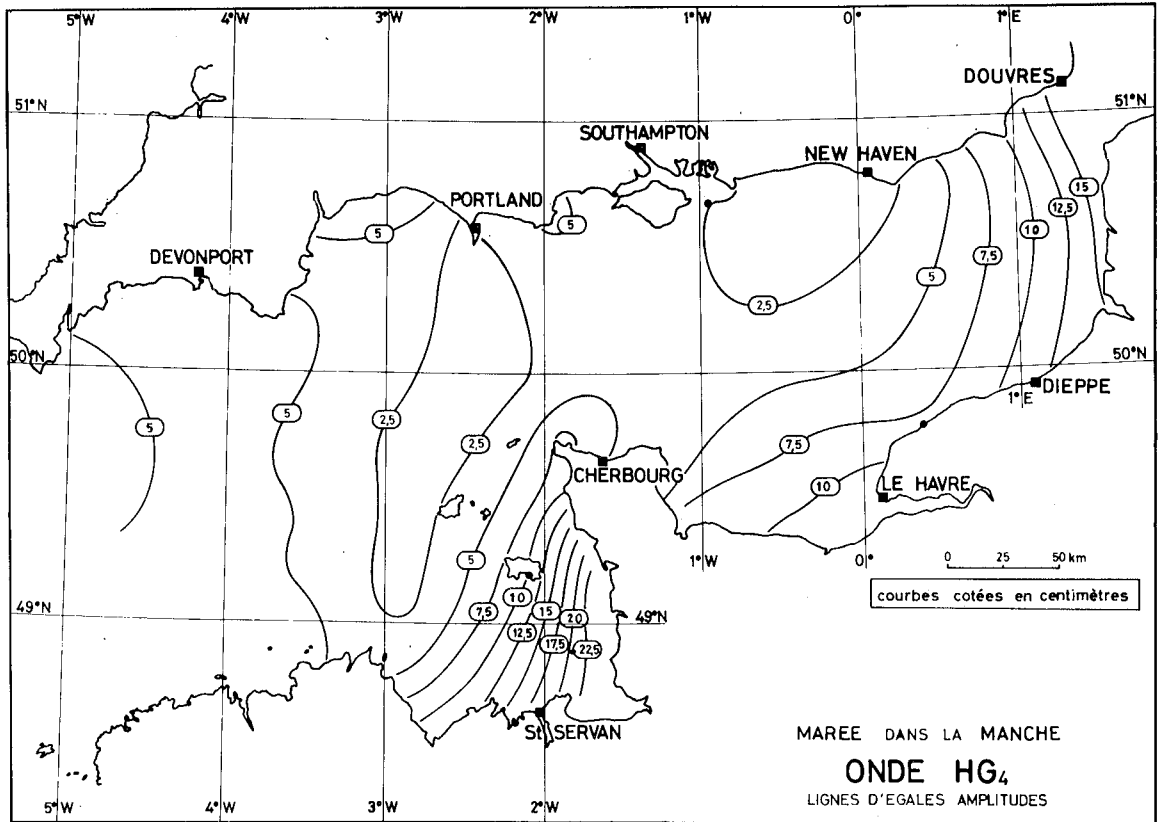 5°W 4°W 3°W 2°W 1°W 0° 1°E
DOUVRES
51°N 51°N
SOUTHAMPTON
NEW HAVEN
15
PORTLAND
12,5
5
10
5
DEVONPORT
7,5
5
2,5
50°N 50°N
DIEPPE
1°E
5
5
2,5
2,5
7,5
CHERBOURG
10
LE HAVRE
5
1°W 0°
0 25 50 km
10
7,5
15
20
courbes cotées en centimètres
49°N 49°N
12,5
17,5
22,5
St SERVAN
MAREE DANS LA MANCHE
ONDE HG4
LIGNES D'EGALES AMPLITUDES
5°W 4°W 3°W 2°W